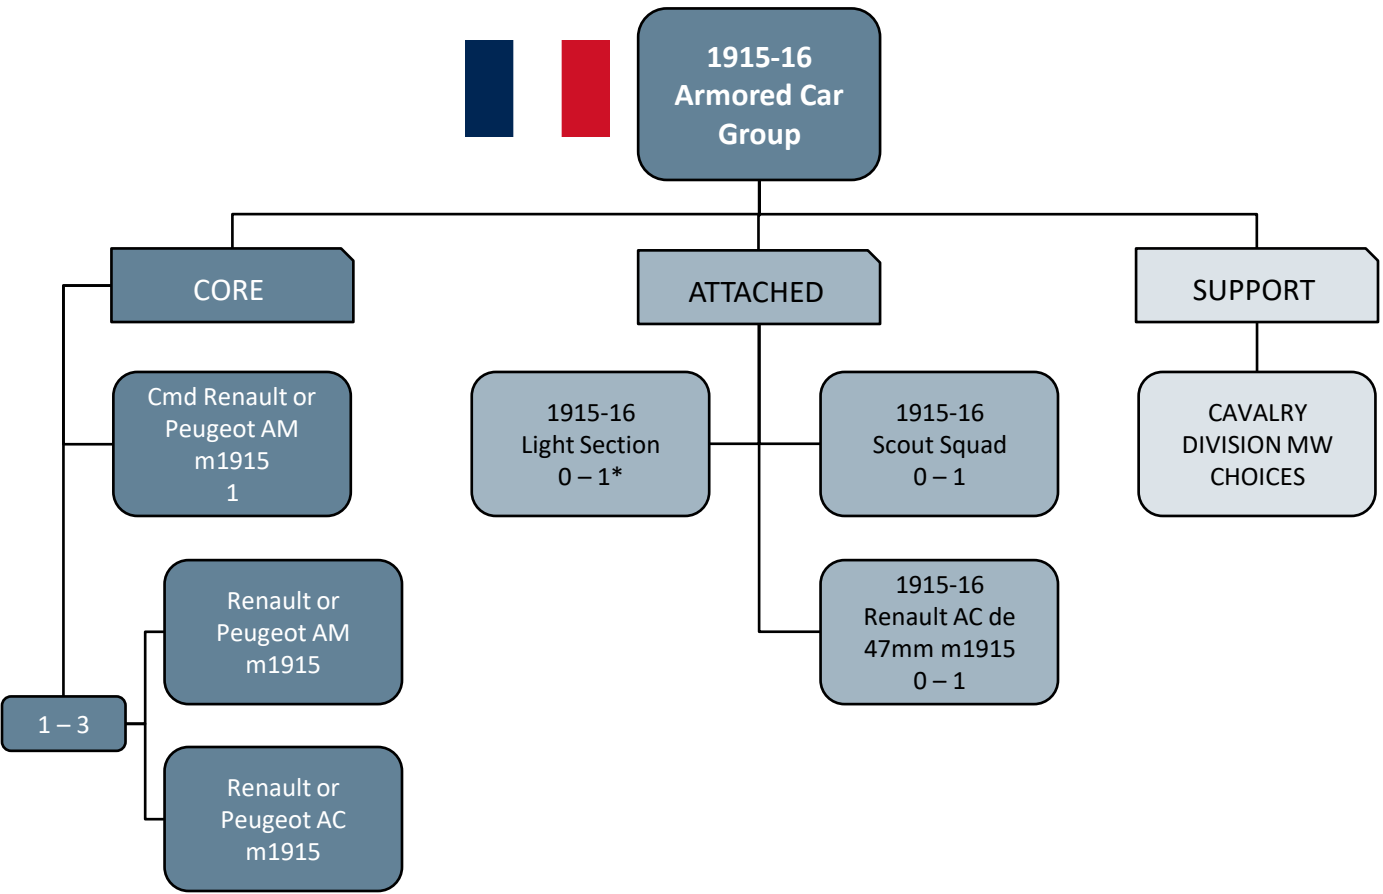 1915-16
Armored Car
Group
CORE
ATTACHED
SUPPORT
Cmd Renault or
Peugeot AM
m1915
1
1915-16
Light Section
0 – 1*
1915-16
Scout Squad
0 – 1
CAVALRY
DIVISION MW
CHOICES
Renault or
Peugeot AM
m1915
1915-16
Renault AC de
47mm m1915
0 – 1
1 – 3
Renault or
Peugeot AC
m1915